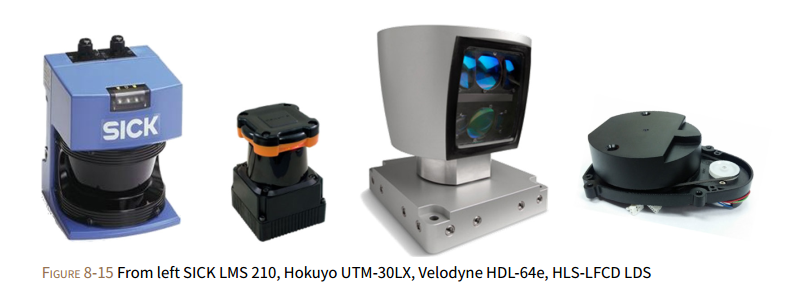 SICK
FIGURE 8-15 From left SICK LMS 210, Hokuyo UTM-30LX, Velodyne HDL-64e, HLS-LFCD LDS